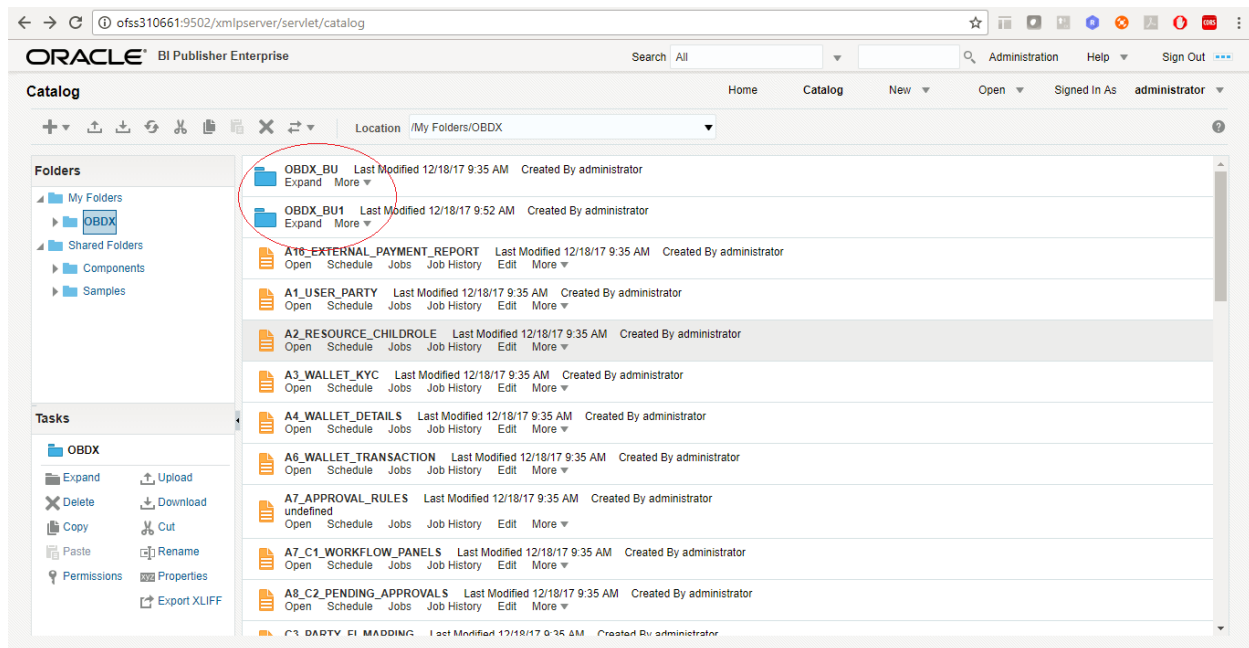 ofss310661:9502/xmlpserver/servlet/catalog
ORACLE BI Publisher Enterprise
Search All
Administration Help Sign Out
Catalog
Home Catalog New Open Signed In As administrator
Location /My Folders/OBDX
Folders
My Folders
OBDX
Shared Folders
Components
Samples
Tasks
OBDX
Expand Upload
Delete Download
Copy Cut
Paste Rename
Permissions xyz Properties
Export XLIFF
OBDX_BU Last Modified 12/18/17 9:35 AM Created By administrator
Expand More
OBDX_BU1 Last Modified 12/18/17 9:52 AM Created By administrator
Expand More
A16_EXTERNAL_PAYMENT_REPORT Last Modified 12/18/17 9:35 AM Created By administrator
Open Schedule Jobs Job History Edit More
A1_USER_PARTY Last Modified 12/18/17 9:35 AM Created By administrator
Open Schedule Jobs Job History Edit More
A2_RESOURCE_CHILDROLE Last Modified 12/18/17 9:35 AM Created By administrator
Open Schedule Jobs Job History Edit More
A3_WALLET_KYC Last Modified 12/18/17 9:35 AM Created By administrator
Open Schedule Jobs Job History Edit More
A4_WALLET_DETAILS Last Modified 12/18/17 9:35 AM Created By administrator
Open Schedule Jobs Job History Edit More
A6_WALLET_TRANSACTION Last Modified 12/18/17 9:35 AM Created By administrator
Open Schedule Jobs Job History Edit More
A7_APPROVAL_RULES Last Modified 12/18/17 9:35 AM Created By administrator
undefined
Open Schedule Jobs Job History Edit More
A7_C1_WORKFLOW_PANELS Last Modified 12/18/17 9:35 AM Created By administrator
Open Schedule Jobs Job History Edit More
A8_C2_PENDING_APPROVALS Last Modified 12/18/17 9:35 AM Created By administrator
Open Schedule Jobs Job History Edit More
C3_PARTY_FI_MAPPING Last Modified 12/18/17 9:35 AM Created By administrator